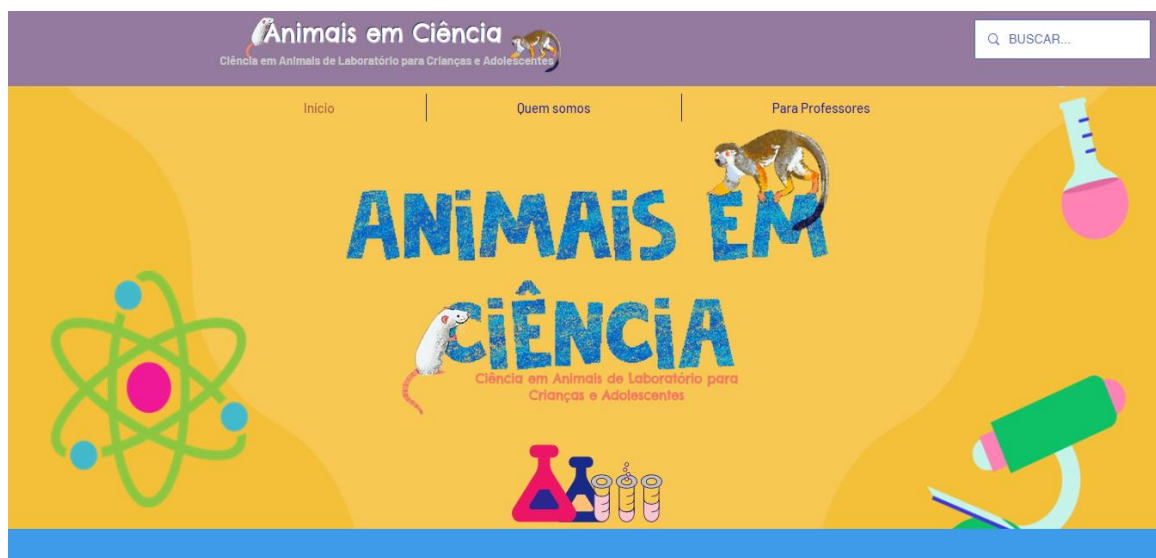 Animais em Ciência
Ciência em Animais de Laboratório para Crianças e Adolescentes
BUSCAR...
Início
Quem somos
Para Professores
ANiMAiS EM
CiÊNCiA
Ciência em Animais de Laboratório para
Crianças e Adolescentes